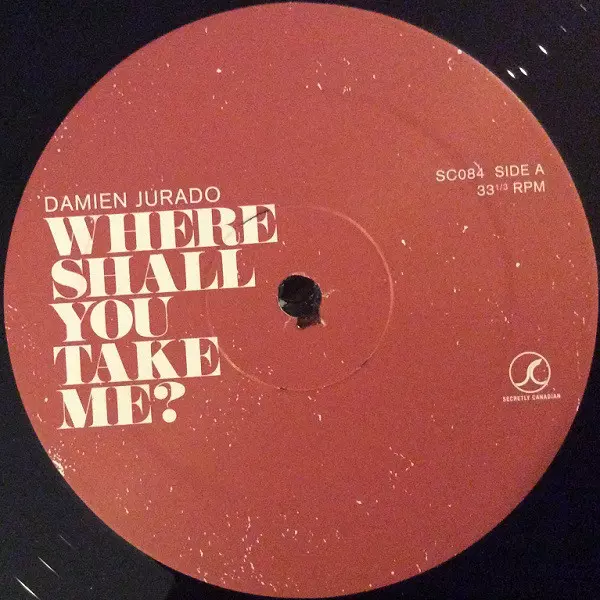 DAMIEN JURADO
WHERE
SHALL
YOU
TAKE
ME?
SC084 SIDE A
33 1/3 RPM
SECRETLY CANADIAN